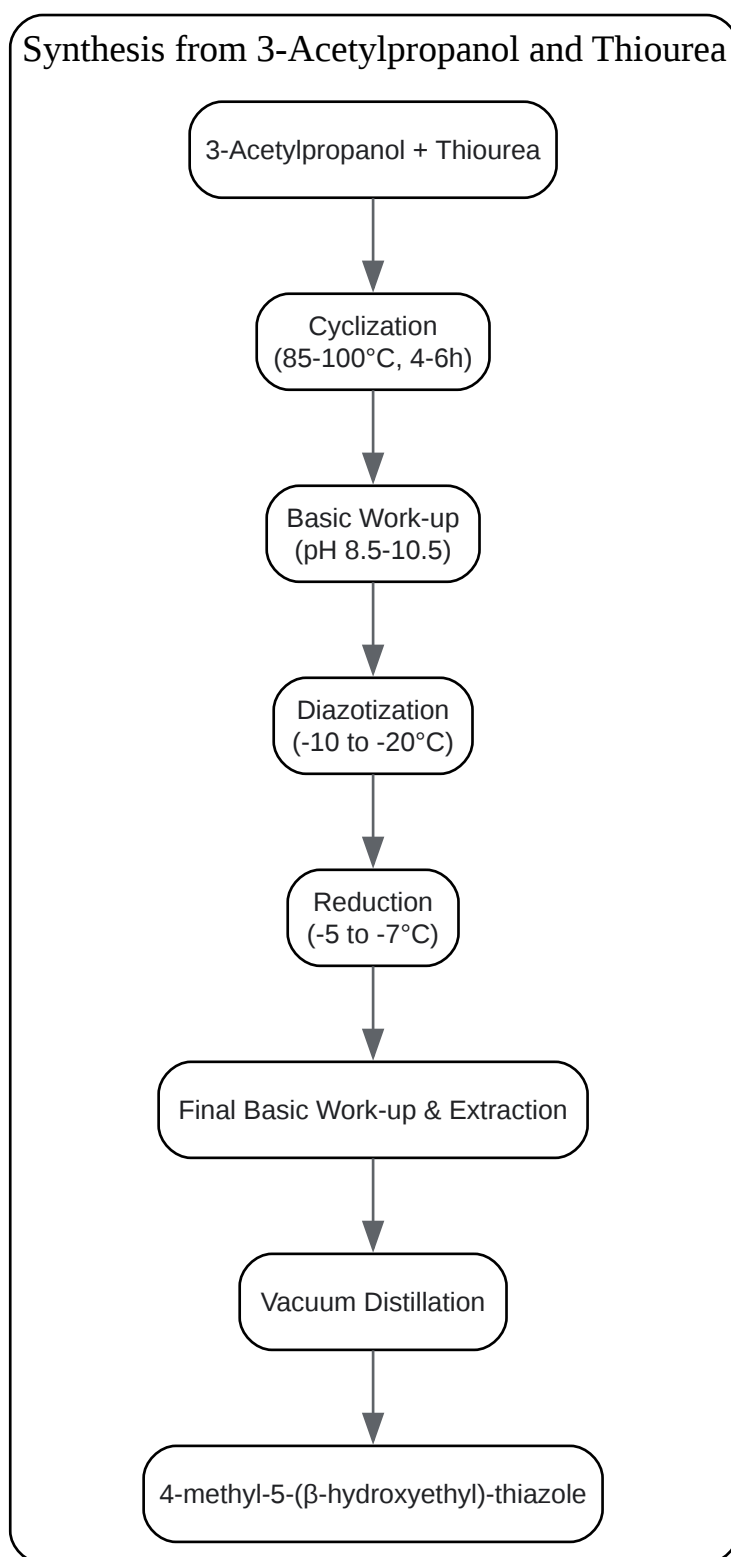 Synthesis from 3-Acetylpropanol and Thiourea
3-Acetylpropanol + Thiourea
Cyclization
(85-100°C, 4-6h)
Basic Work-up
(pH 8.5-10.5)
Diazotization
(-10 to -20°C)
Reduction
(-5 to -7°C)
Final Basic Work-up & Extraction
Vacuum Distillation
4-methyl-5-(β-hydroxyethyl)-thiazole